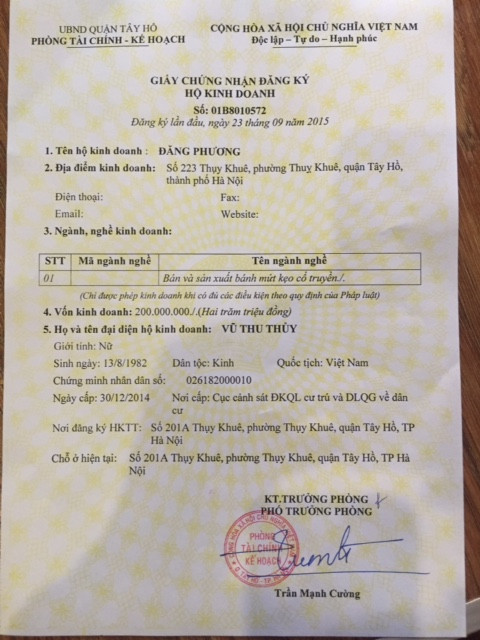 UBND QUẬN TÂY HỒ
PHÒNG TÀI CHÍNH - KẾ HOẠCH
CỘNG HÒA XÃ HỘI CHỦ NGHĨA VIỆT NAM
Độc lập – Tự do – Hạnh phúc
GIẤY CHỨNG NHẬN ĐĂNG KÝ
HỘ KINH DOANH
Số: 01B8010572
Đăng ký lần đầu, ngày 23 tháng 09 năm 2015
1. Tên hộ kinh doanh : ĐĂNG PHƯƠNG
2. Địa điểm kinh doanh: Số 223 Thụy Khuê, phường Thuỵ Khuê, quận Tây Hồ,
thành phố Hà Nội
Điện thoại: Fax:
Email: Website:
3. Ngành, nghề kinh doanh:
STT Mã ngành nghề Tên ngành nghề
01 Bán và sản xuất bánh mứt kẹo cổ truyền./.
(Chỉ được phép kinh doanh khi có đủ các điều kiện theo quy định của Pháp luật)
4. Vốn kinh doanh: 200.000.000./.(Hai trăm triệu đồng)
5. Họ và tên đại diện hộ kinh doanh: VŨ THU THỦY
Giới tính: Nữ
Sinh ngày: 13/8/1982 Dân tộc: Kinh Quốc tịch: Việt Nam
Chứng minh nhân dân số: 026182000010
Ngày cấp: 30/12/2014 Nơi cấp: Cục cảnh sát ĐKQL cư trú và DLQG về dân
cư
Nơi đăng ký HKTT: Số 201A Thụy Khuê, phường Thụy Khuê, quận Tây Hồ, TP
Hà Nội
Chỗ ở hiện tại: Số 201A Thụy Khuê, phường Thụy Khuê, quận Tây Hồ, TP Hà
Nội
KT.TRƯỞNG PHÒNG
PHÓ TRƯỞNG PHÒNG
PHÒNG
TÀI CHÍNH
KẾ HOẠCH
Trần Mạnh Cường